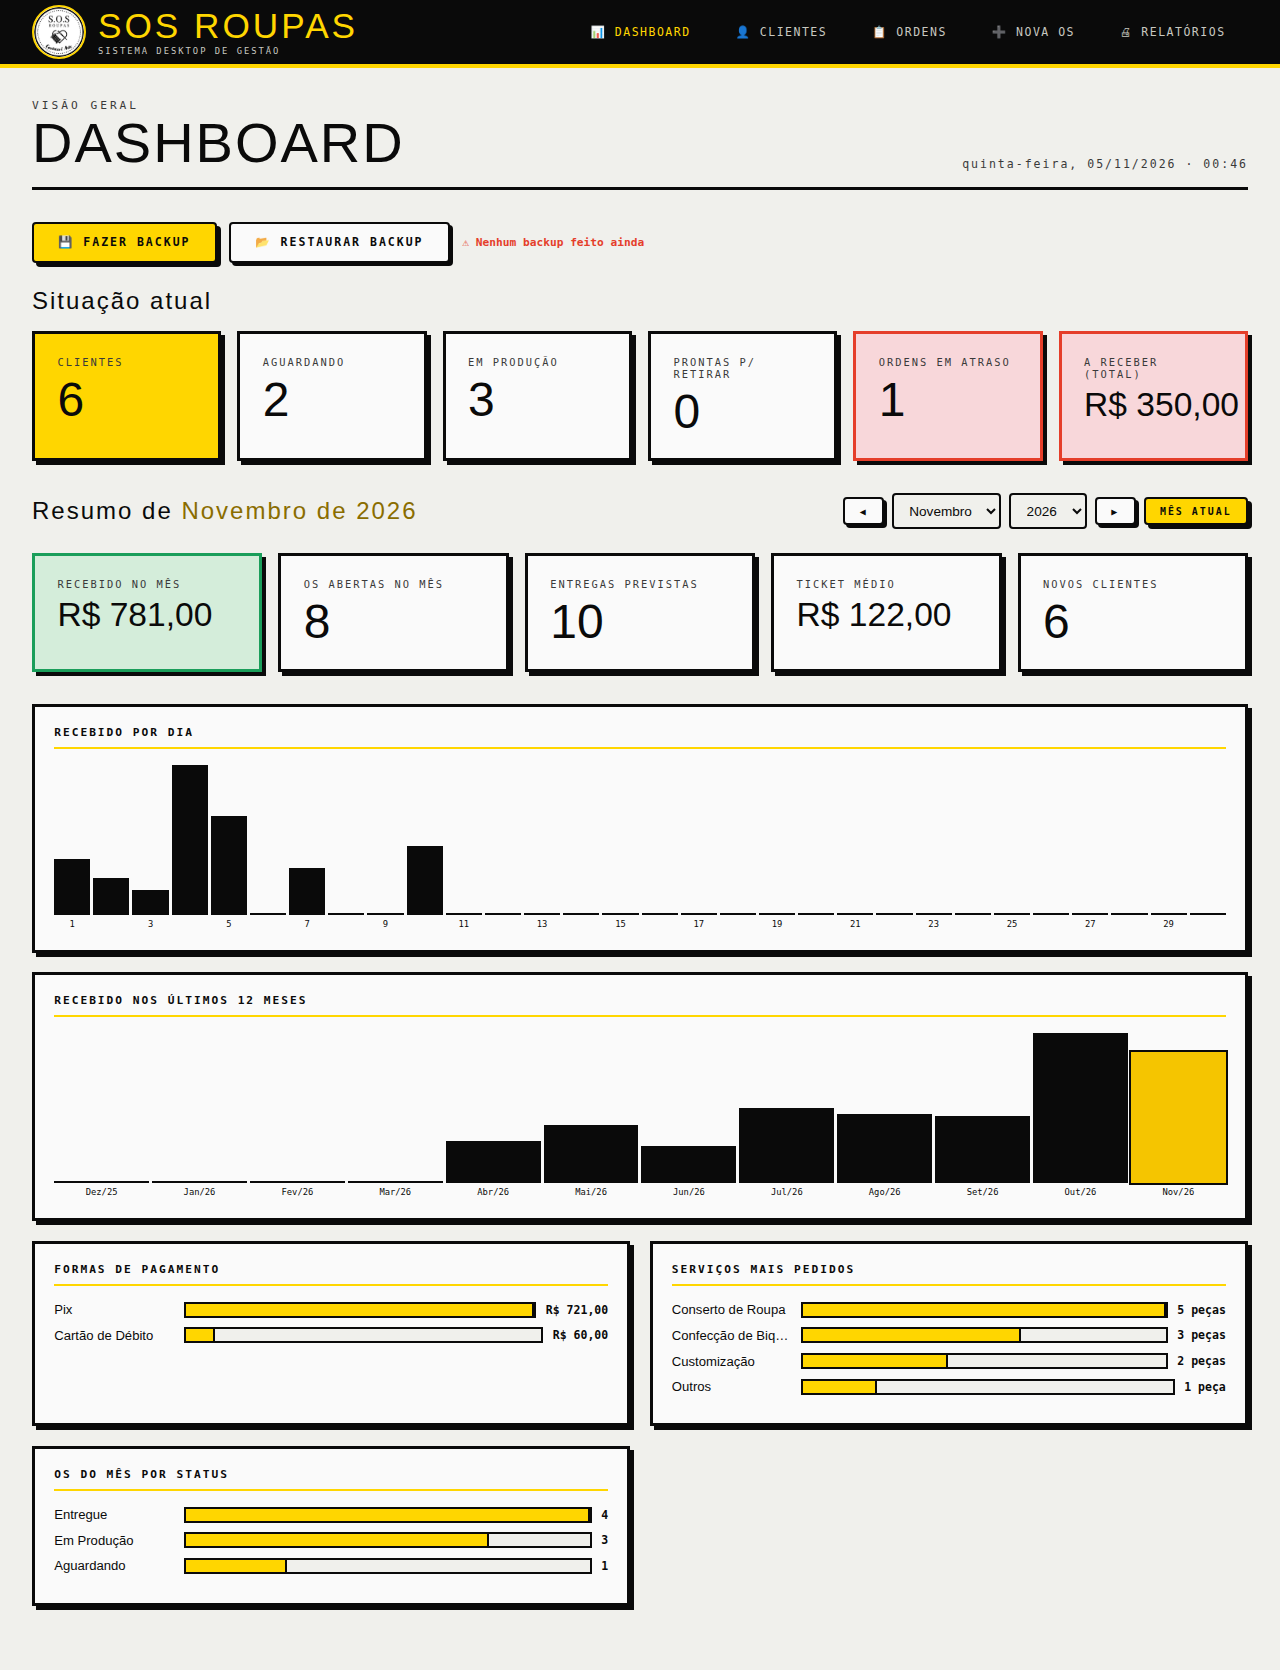 S.O.S
ROUPAS
SOS ROUPAS
SISTEMA DESKTOP DE GESTÃO
📊 DASHBOARD
👤 CLIENTES
📋 ORDENS
➕ NOVA OS
🖨 RELATÓRIOS
VISÃO GERAL
DASHBOARD
quinta-feira, 05/11/2026 · 00:46
💾 FAZER BACKUP
📂 RESTAURAR BACKUP
⚠ Nenhum backup feito ainda
Situação atual
CLIENTES
6
AGUARDANDO
2
EM PRODUÇÃO
3
PRONTAS P/
RETIRAR
0
ORDENS EM ATRASO
1
A RECEBER
(TOTAL)
R$ 350,00
Resumo de Novembro de 2026
◄
Novembro
2026
►
MÊS ATUAL
RECEBIDO NO MÊS
R$ 781,00
OS ABERTAS NO MÊS
8
ENTREGAS PREVISTAS
10
TICKET MÉDIO
R$ 122,00
NOVOS CLIENTES
6
RECEBIDO POR DIA
1 3 5 7 9 11 13 15 17 19 21 23 25 27 29
RECEBIDO NOS ÚLTIMOS 12 MESES
Dez/25 Jan/26 Fev/26 Mar/26 Abr/26 Mai/26 Jun/26 Jul/26 Ago/26 Set/26 Out/26 Nov/26
FORMAS DE PAGAMENTO
Pix R$ 721,00
Cartão de Débito R$ 60,00
SERVIÇOS MAIS PEDIDOS
Conserto de Roupa 5 peças
Confecção de Biq… 3 peças
Customização 2 peças
Outros 1 peça
OS DO MÊS POR STATUS
Entregue 4
Em Produção 3
Aguardando 1